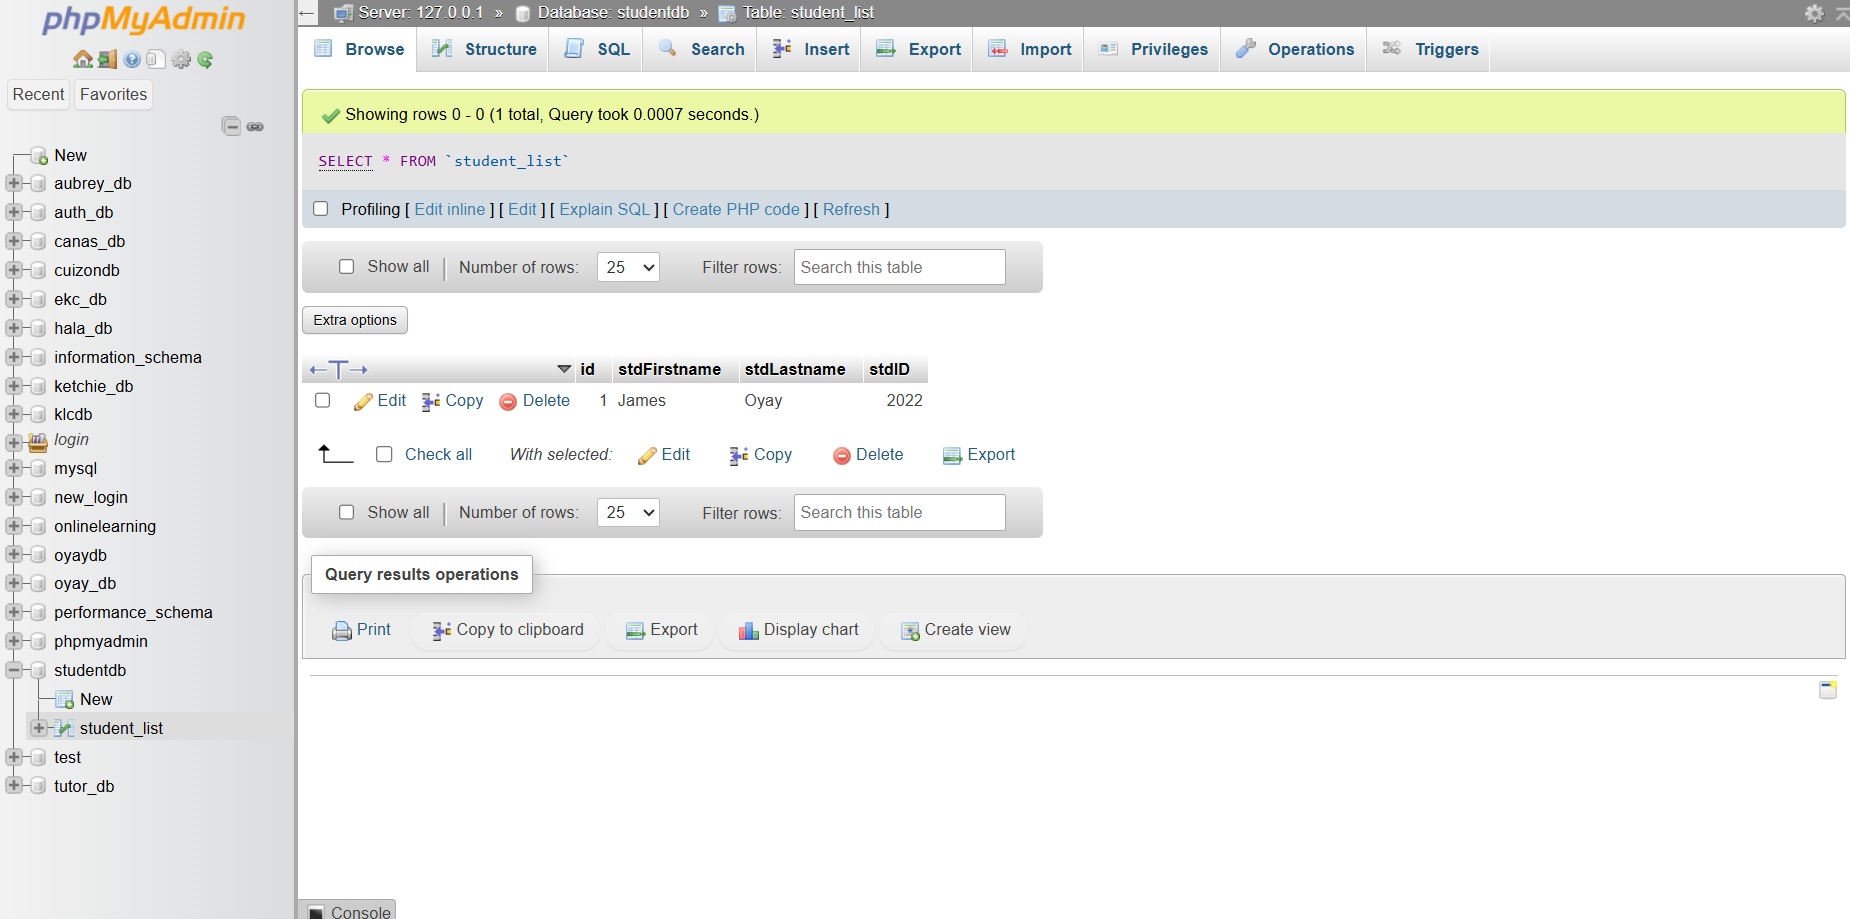 phpMyAdmin
Recent
Favorites
New
aubrey_db
auth_db
canas_db
cuizondb
ekc_db
hala_db
information_schema
ketchie_db
klcdb
login
mysql
new_login
onlinelearning
oyaydb
oyay_db
performance_schema
phpmyadmin
studentdb
New
student_list
test
tutor_db
Server: 127.0.0.1 » Database: studentdb » Table: student_list
Browse Structure SQL Search Insert Export Import Privileges Operations Triggers
Showing rows 0 - 0 (1 total, Query took 0.0007 seconds.)
SELECT * FROM `student_list`
Profiling [ Edit inline ] [ Edit ] [ Explain SQL ] [ Create PHP code ] [ Refresh ]
Show all Number of rows: 25 Filter rows: Search this table
Extra options
←T→ id stdFirstname stdLastname stdID
Edit Copy Delete 1 James Oyay 2022
Check all With selected: Edit Copy Delete Export
Show all Number of rows: 25 Filter rows: Search this table
Query results operations
Print Copy to clipboard Export Display chart Create view
Console